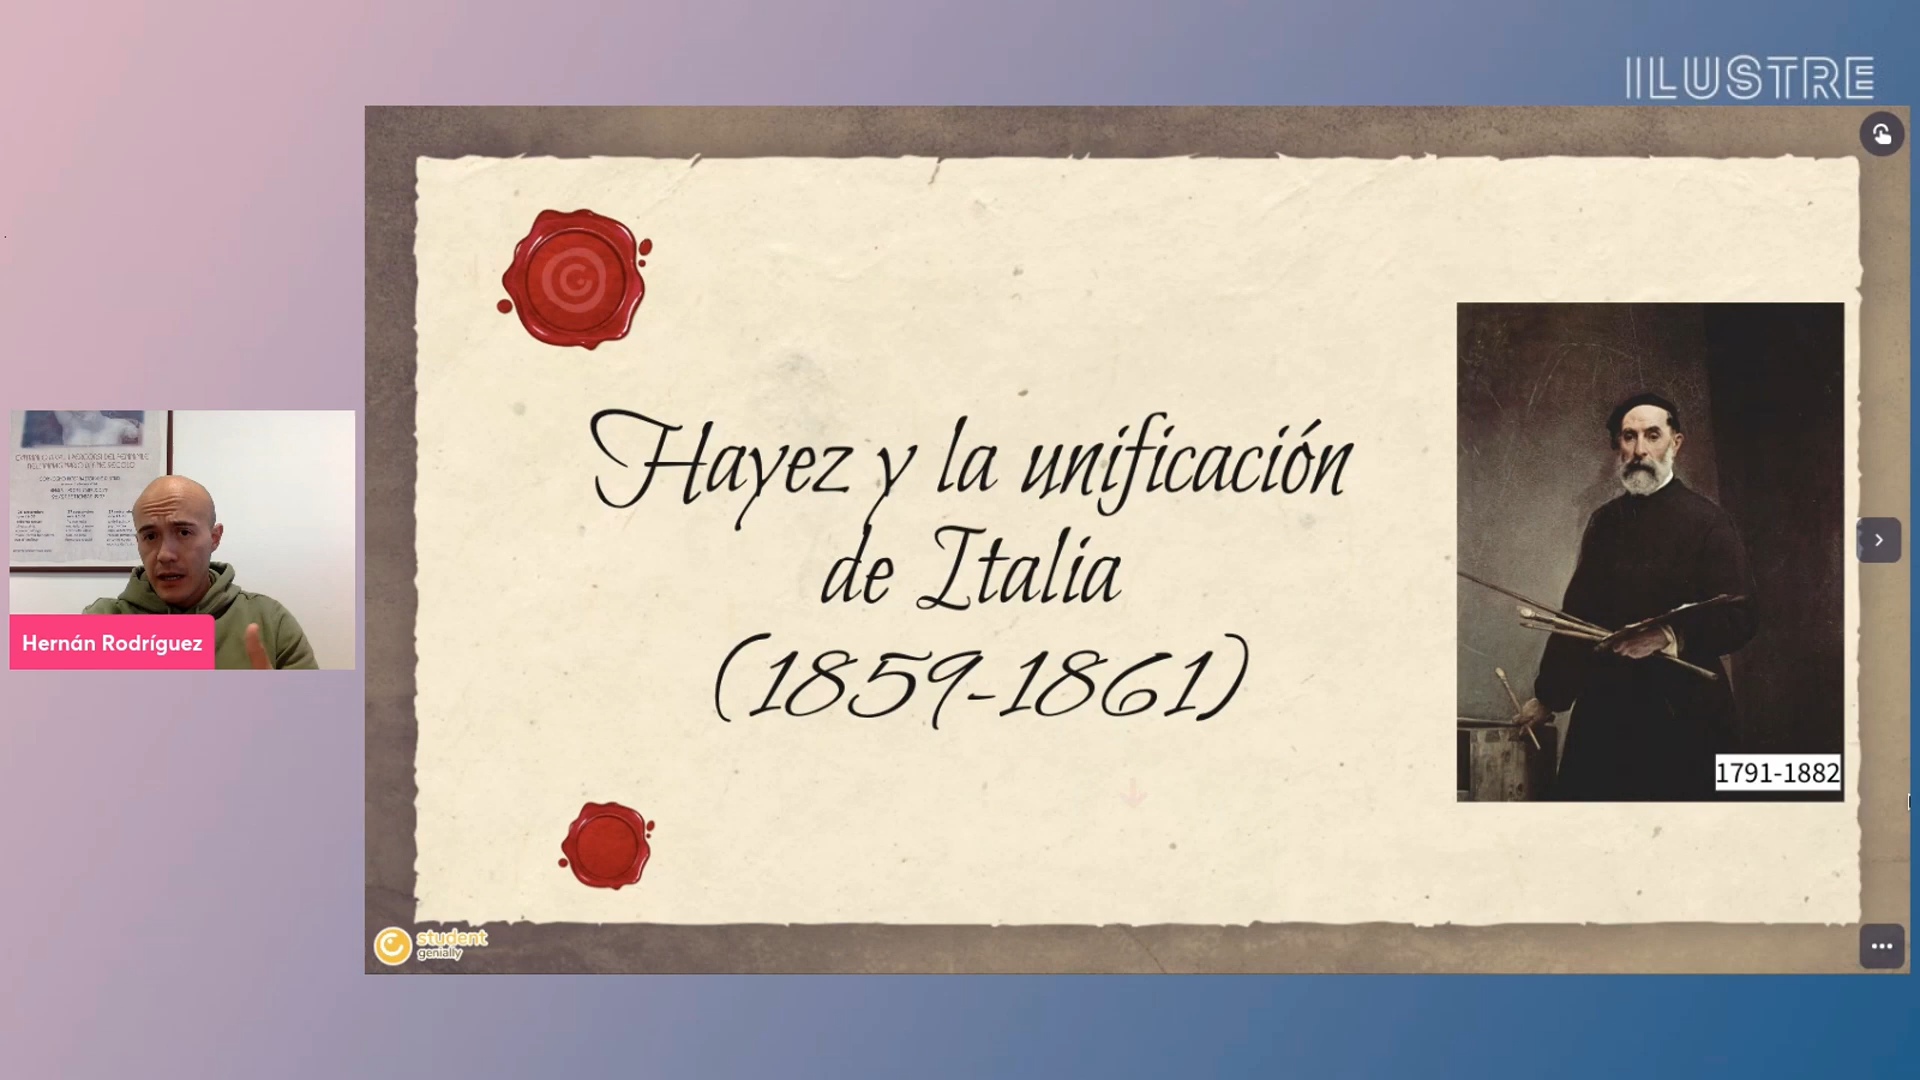 ILUSTRE
Hayez y la unificación
de Italia
(1859-1861)
1791-1882
Hernán Rodríguez
student
genially